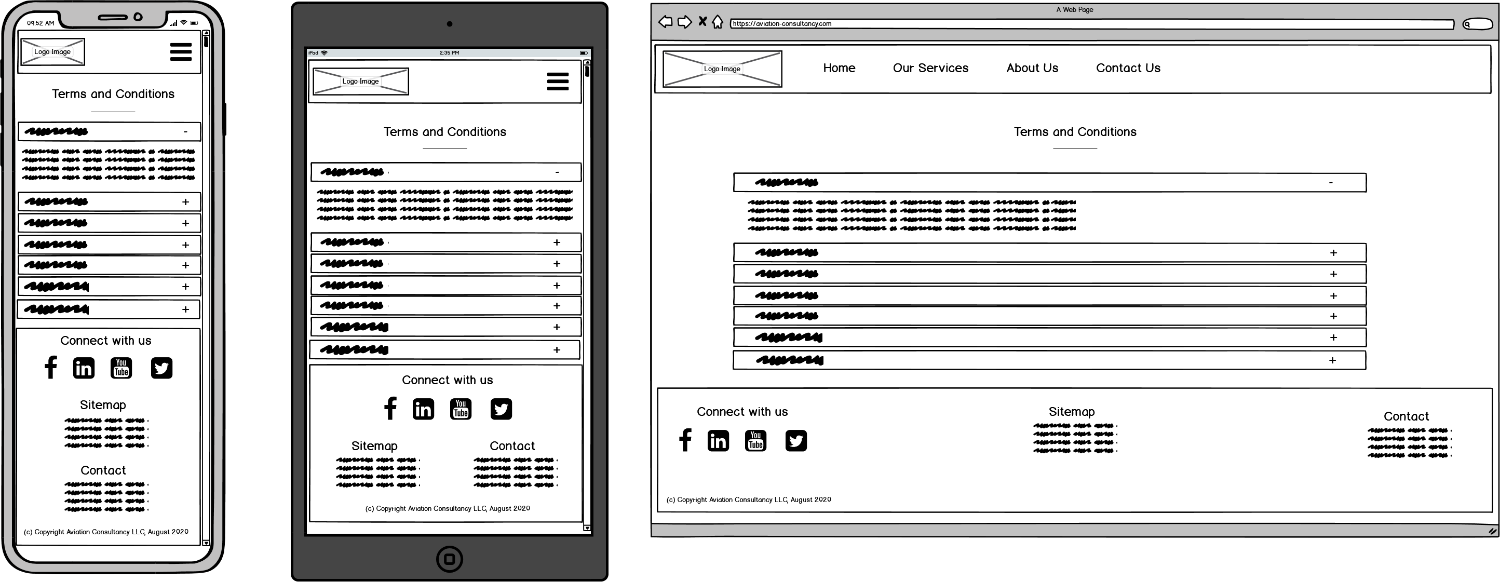 09:52 AM
Logo Image
Terms and Conditions
-
+
+
+
+
+
+
Connect with us
f in You Tube
Sitemap
Contact
(c) Copyright Aviation Consultancy LLC, August 2020
iPad
2:35 PM
Logo Image
Terms and Conditions
-
+
+
+
+
+
+
Connect with us
f in You Tube
Sitemap Contact
(c) Copyright Aviation Consultancy LLC, August 2020
A Web Page
https://aviation-consultancy.com
Logo Image Home Our Services About Us Contact Us
Terms and Conditions
-
+
+
+
+
+
+
Connect with us Sitemap Contact
f in You Tube
(c) Copyright Aviation Consultancy LLC, August 2020